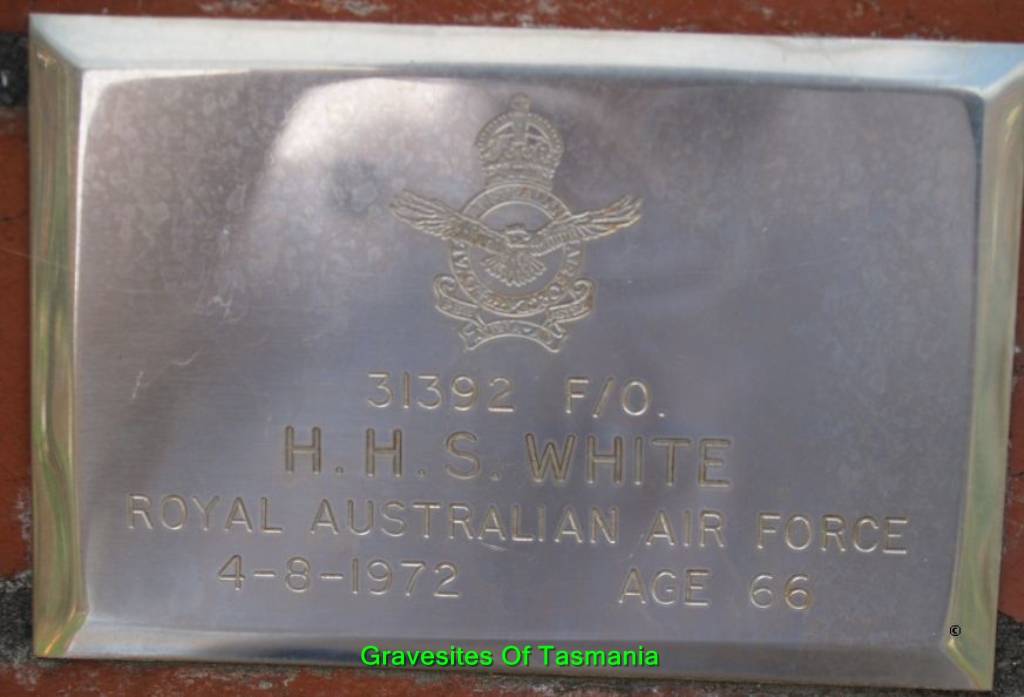 31392 F/O.
H. H. S. WHITE
ROYAL AUSTRALIAN AIR FORCE
4-8-1972 AGE 66
©
Gravesites Of Tasmania